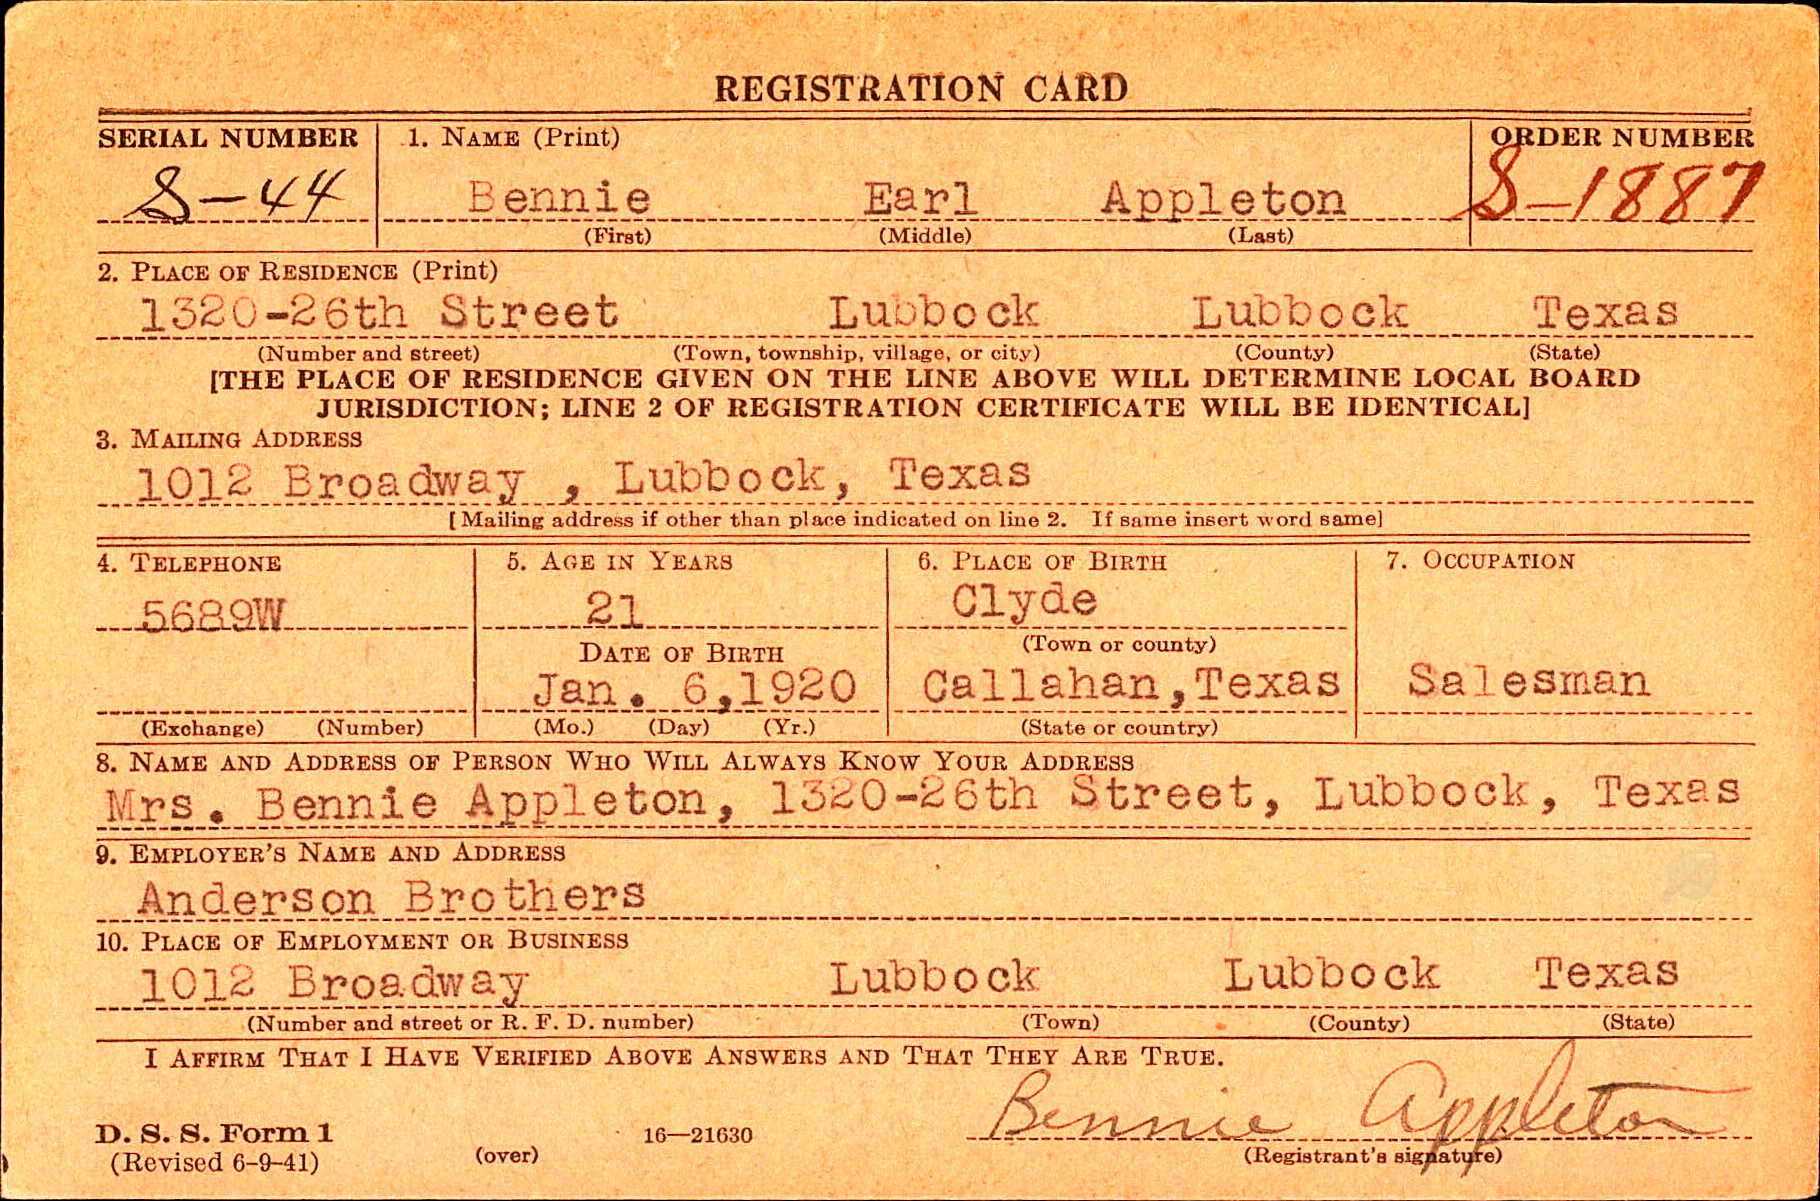 REGISTRATION CARD
SERIAL NUMBER 1. NAME (Print) ORDER NUMBER
S-44 Bennie Earl Appleton S-1887
(First) (Middle) (Last)
2. PLACE OF RESIDENCE (Print)
1320-26th Street Lubbock Lubbock Texas
(Number and street) (Town, township, village, or city) (County) (State)
[THE PLACE OF RESIDENCE GIVEN ON THE LINE ABOVE WILL DETERMINE LOCAL BOARD
JURISDICTION; LINE 2 OF REGISTRATION CERTIFICATE WILL BE IDENTICAL]
3. MAILING ADDRESS
1012 Broadway , Lubbock, Texas
[Mailing address if other than place indicated on line 2. If same insert word same]
4. TELEPHONE 5. AGE IN YEARS 6. PLACE OF BIRTH 7. OCCUPATION
5689W 21 Clyde
DATE OF BIRTH (Town or county)
Jan. 6,1920 Callahan,Texas Salesman
(Exchange) (Number) (Mo.) (Day) (Yr.) (State or country)
8. NAME AND ADDRESS OF PERSON WHO WILL ALWAYS KNOW YOUR ADDRESS
Mrs. Bennie Appleton, 1320-26th Street, Lubbock, Texas
9. EMPLOYER'S NAME AND ADDRESS
Anderson Brothers
10. PLACE OF EMPLOYMENT OR BUSINESS
1012 Broadway Lubbock Lubbock Texas
(Number and street or R. F. D. number) (Town) (County) (State)
I AFFIRM THAT I HAVE VERIFIED ABOVE ANSWERS AND THAT THEY ARE TRUE.
Bennie Appleton
D. S. S. Form 1 16—21630
(Revised 6-9-41) (over) (Registrant's signature)